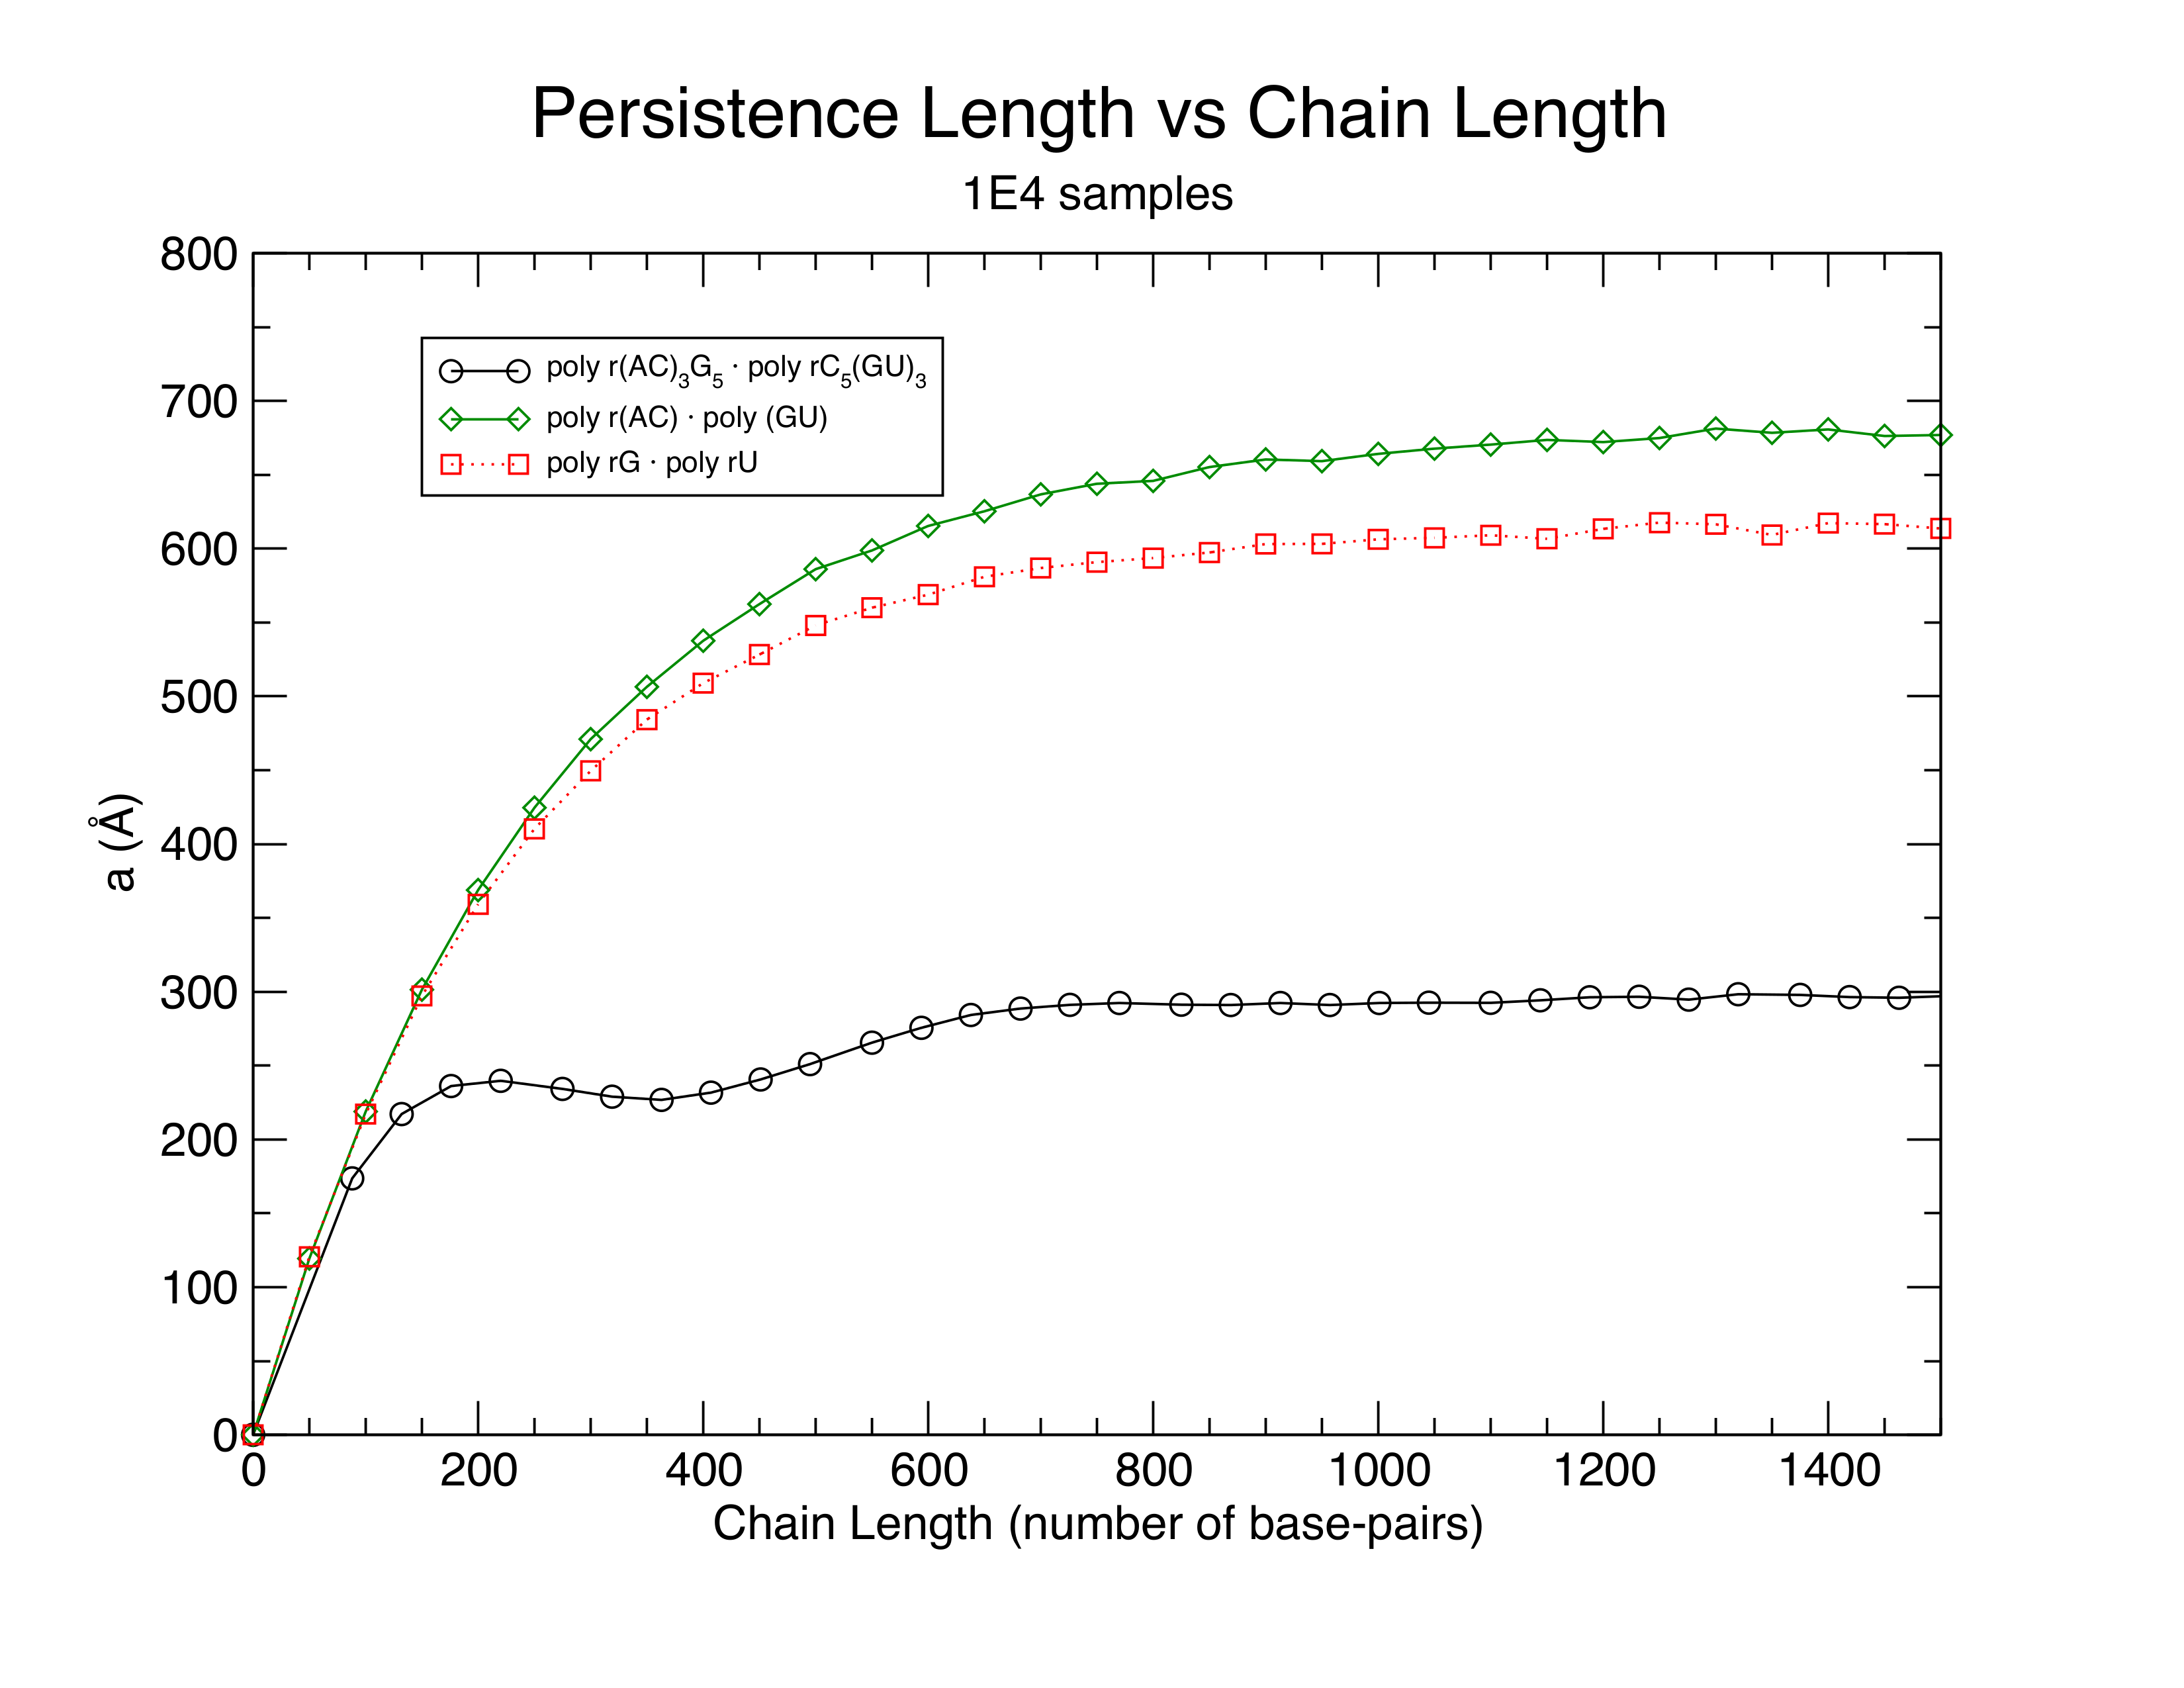 Persistence Length vs Chain Length
1E4 samples
800
700
600
500
400
300
200
100
0
a (Å)
poly r(AC)₃G₅ · poly rC₅(GU)₃
poly r(AC) · poly (GU)
poly rG · poly rU
0 200 400 600 800 1000 1200 1400
Chain Length (number of base-pairs)